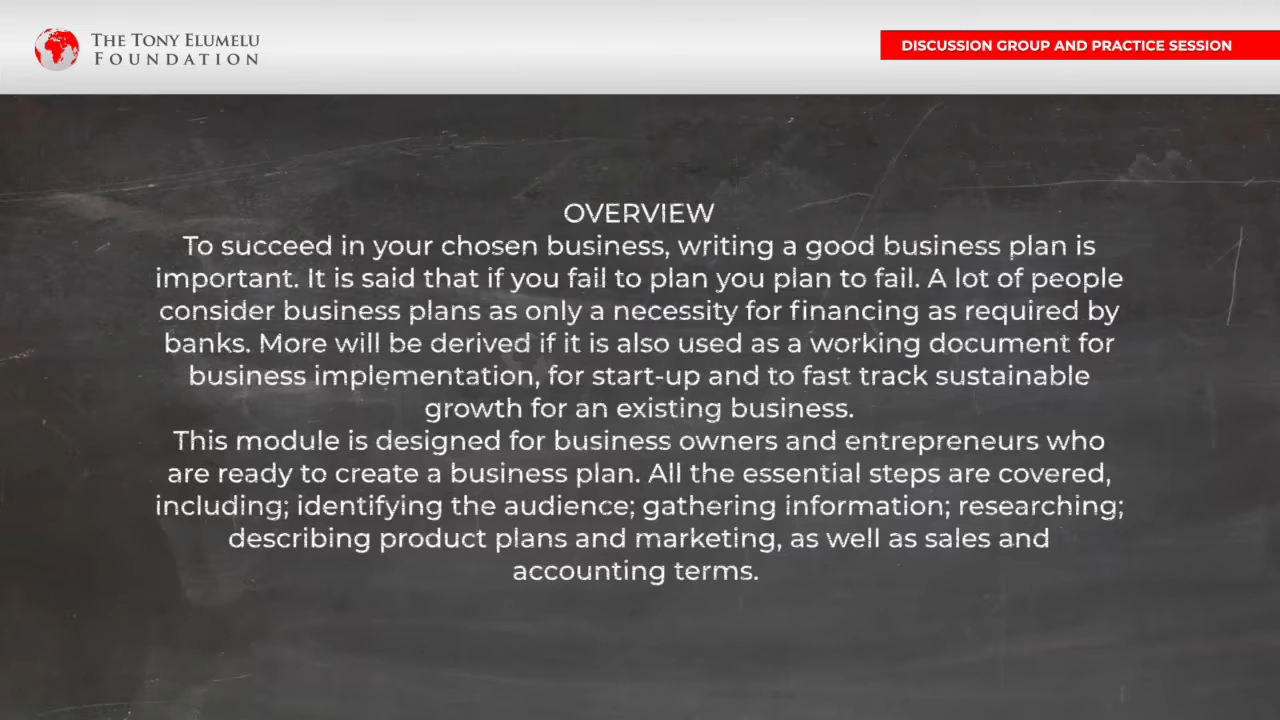 THE TONY ELUMELU
FOUNDATION
DISCUSSION GROUP AND PRACTICE SESSION
OVERVIEW
To succeed in your chosen business, writing a good business plan is
important. It is said that if you fail to plan you plan to fail. A lot of people
consider business plans as only a necessity for financing as required by
banks. More will be derived if it is also used as a working document for
business implementation, for start-up and to fast track sustainable
growth for an existing business.
This module is designed for business owners and entrepreneurs who
are ready to create a business plan. All the essential steps are covered,
including; identifying the audience; gathering information; researching;
describing product plans and marketing, as well as sales and
accounting terms.